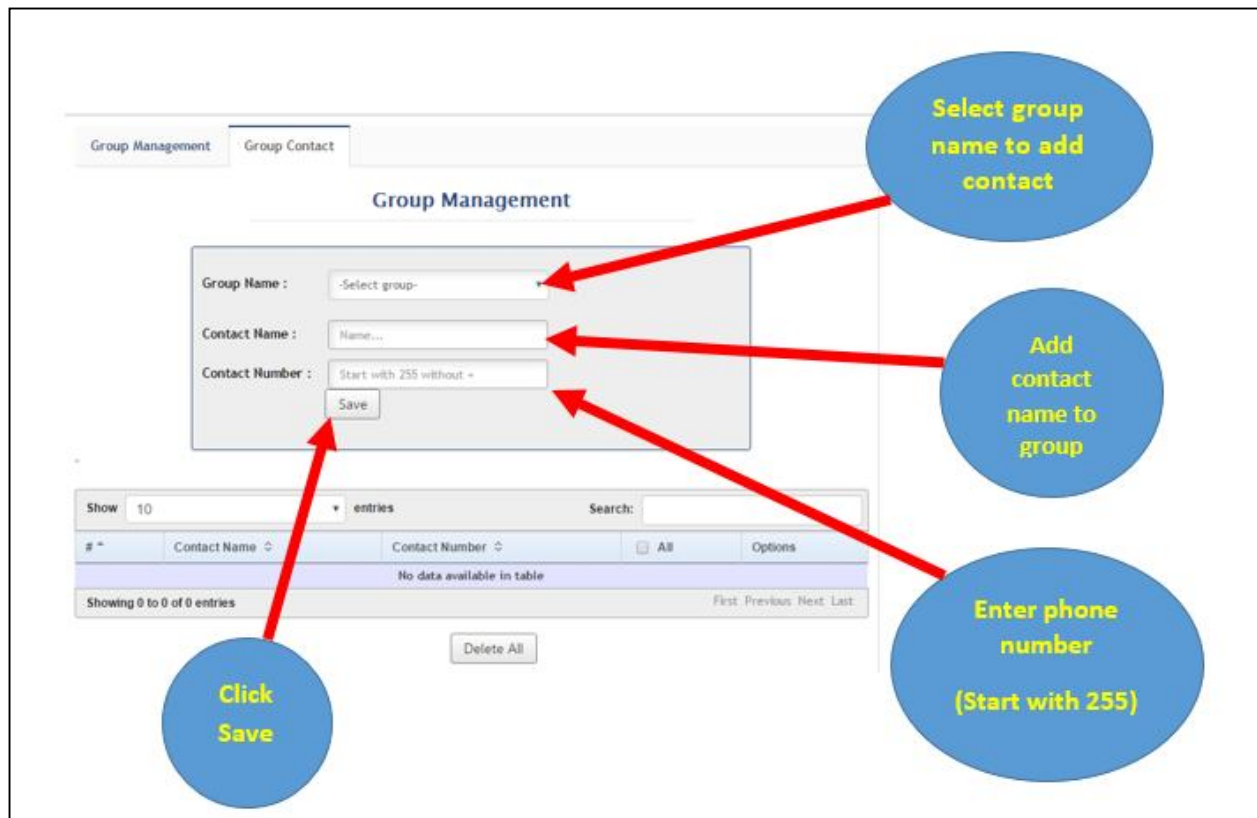 Select group
name to add
contact
Group Management Group Contact
Group Management
Group Name : -Select group-
Contact Name : Name...
Add
contact
name to
group
Contact Number : Start with 255 without +
Save
Show 10 entries Search:
# Contact Name Contact Number All Options
No data available in table
Showing 0 to 0 of 0 entries First Previous Next Last
Enter phone
number
(Start with 255)
Delete All
Click
Save